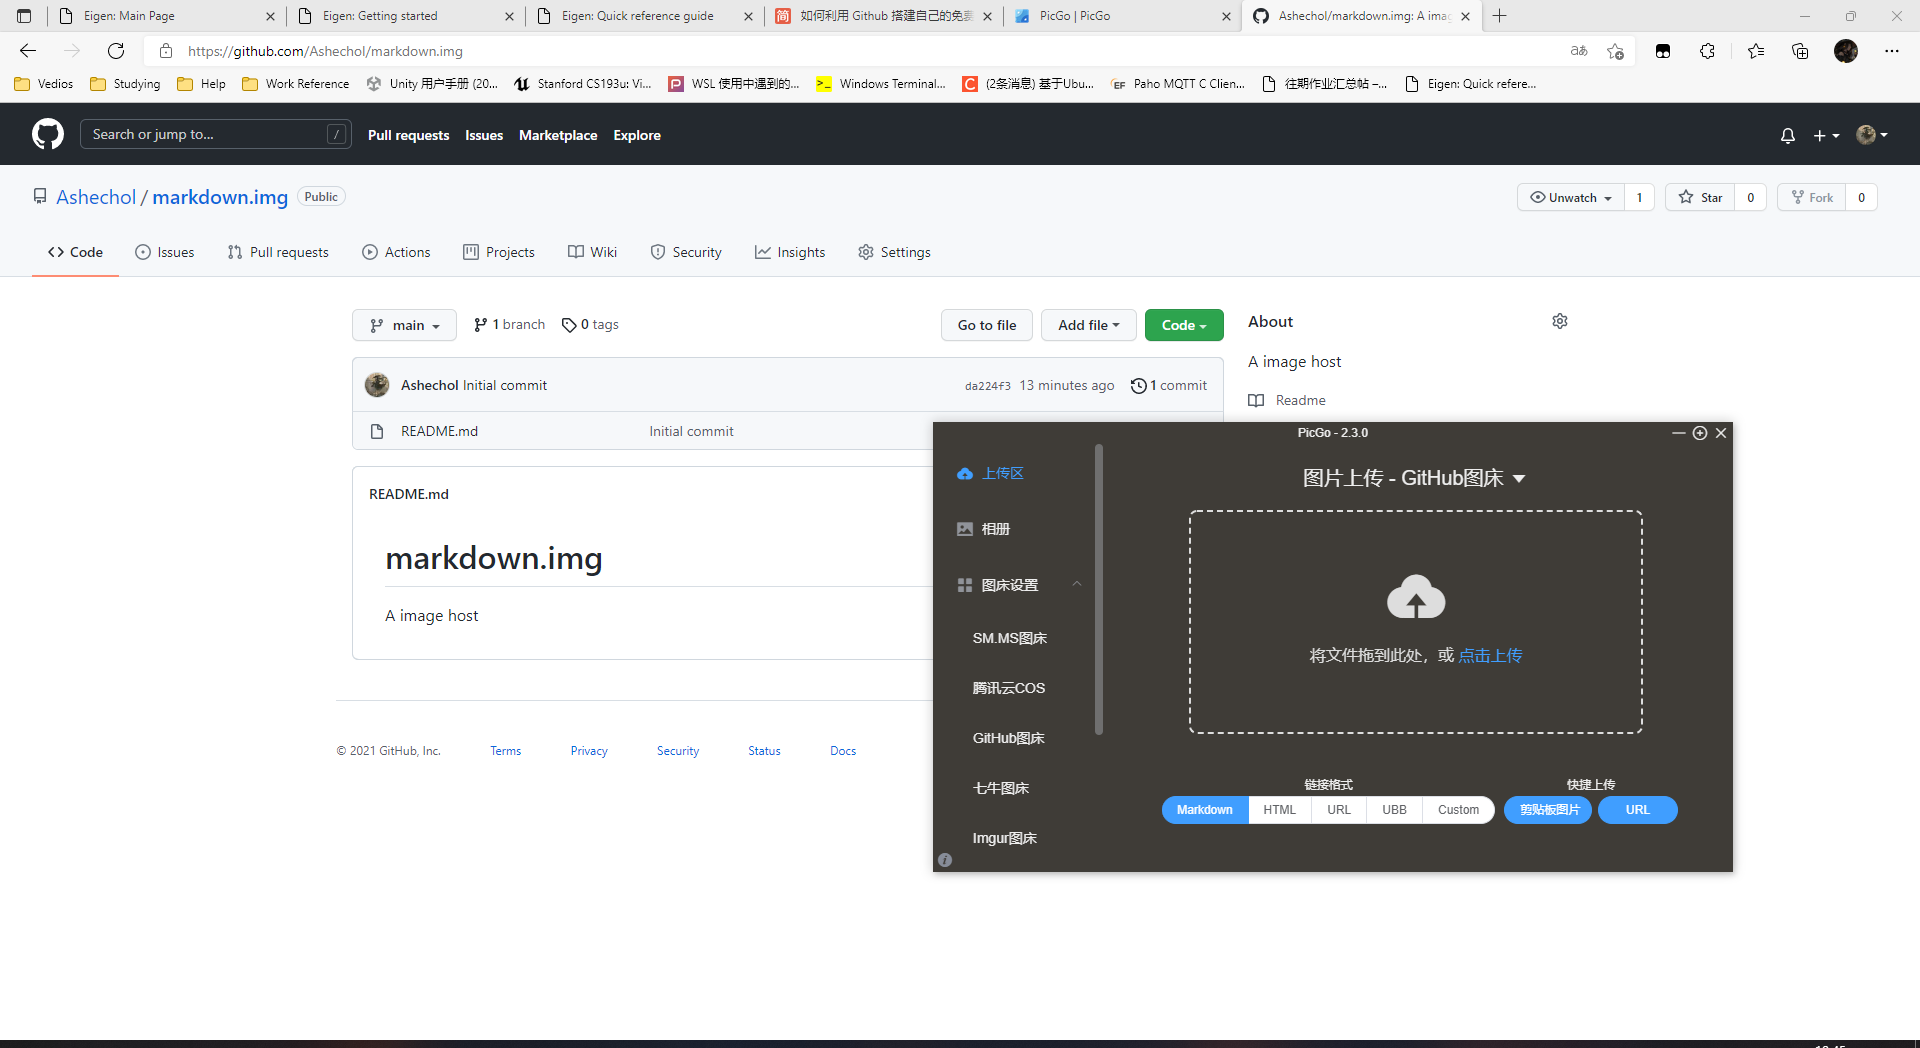 Eigen: Main Page
Eigen: Getting started
Eigen: Quick reference guide
如何利用 Github 搭建自己的免
PicGo | PicGo
Ashechol/markdown.img: A ima
https://github.com/Ashechol/markdown.img
Vedios
Studying
Help
Work Reference
Unity 用户手册 (20...
Stanford CS193u: Vi...
WSL 使用中遇到的...
Windows Terminal...
(2条消息) 基于Ubu...
Paho MQTT C Clien...
往期作业汇总帖 –...
Eigen: Quick refere...
Search or jump to...
/
Pull requests
Issues
Marketplace
Explore
Ashechol / markdown.img
Public
Unwatch
1
Star
0
Fork
0
Code
Issues
Pull requests
Actions
Projects
Wiki
Security
Insights
Settings
main
1 branch
0 tags
Go to file
Add file
Code
About
A image host
Readme
Ashechol Initial commit
da224f3
13 minutes ago
1 commit
README.md
Initial commit
README.md
markdown.img
A image host
© 2021 GitHub, Inc.
Terms
Privacy
Security
Status
Docs
PicGo - 2.3.0
上传区
相册
图床设置
SM.MS图床
腾讯云COS
GitHub图床
七牛图床
Imgur图床
图片上传 - GitHub图床
将文件拖到此处，或 点击上传
链接格式
快捷上传
Markdown
HTML
URL
UBB
Custom
剪贴板图片
URL